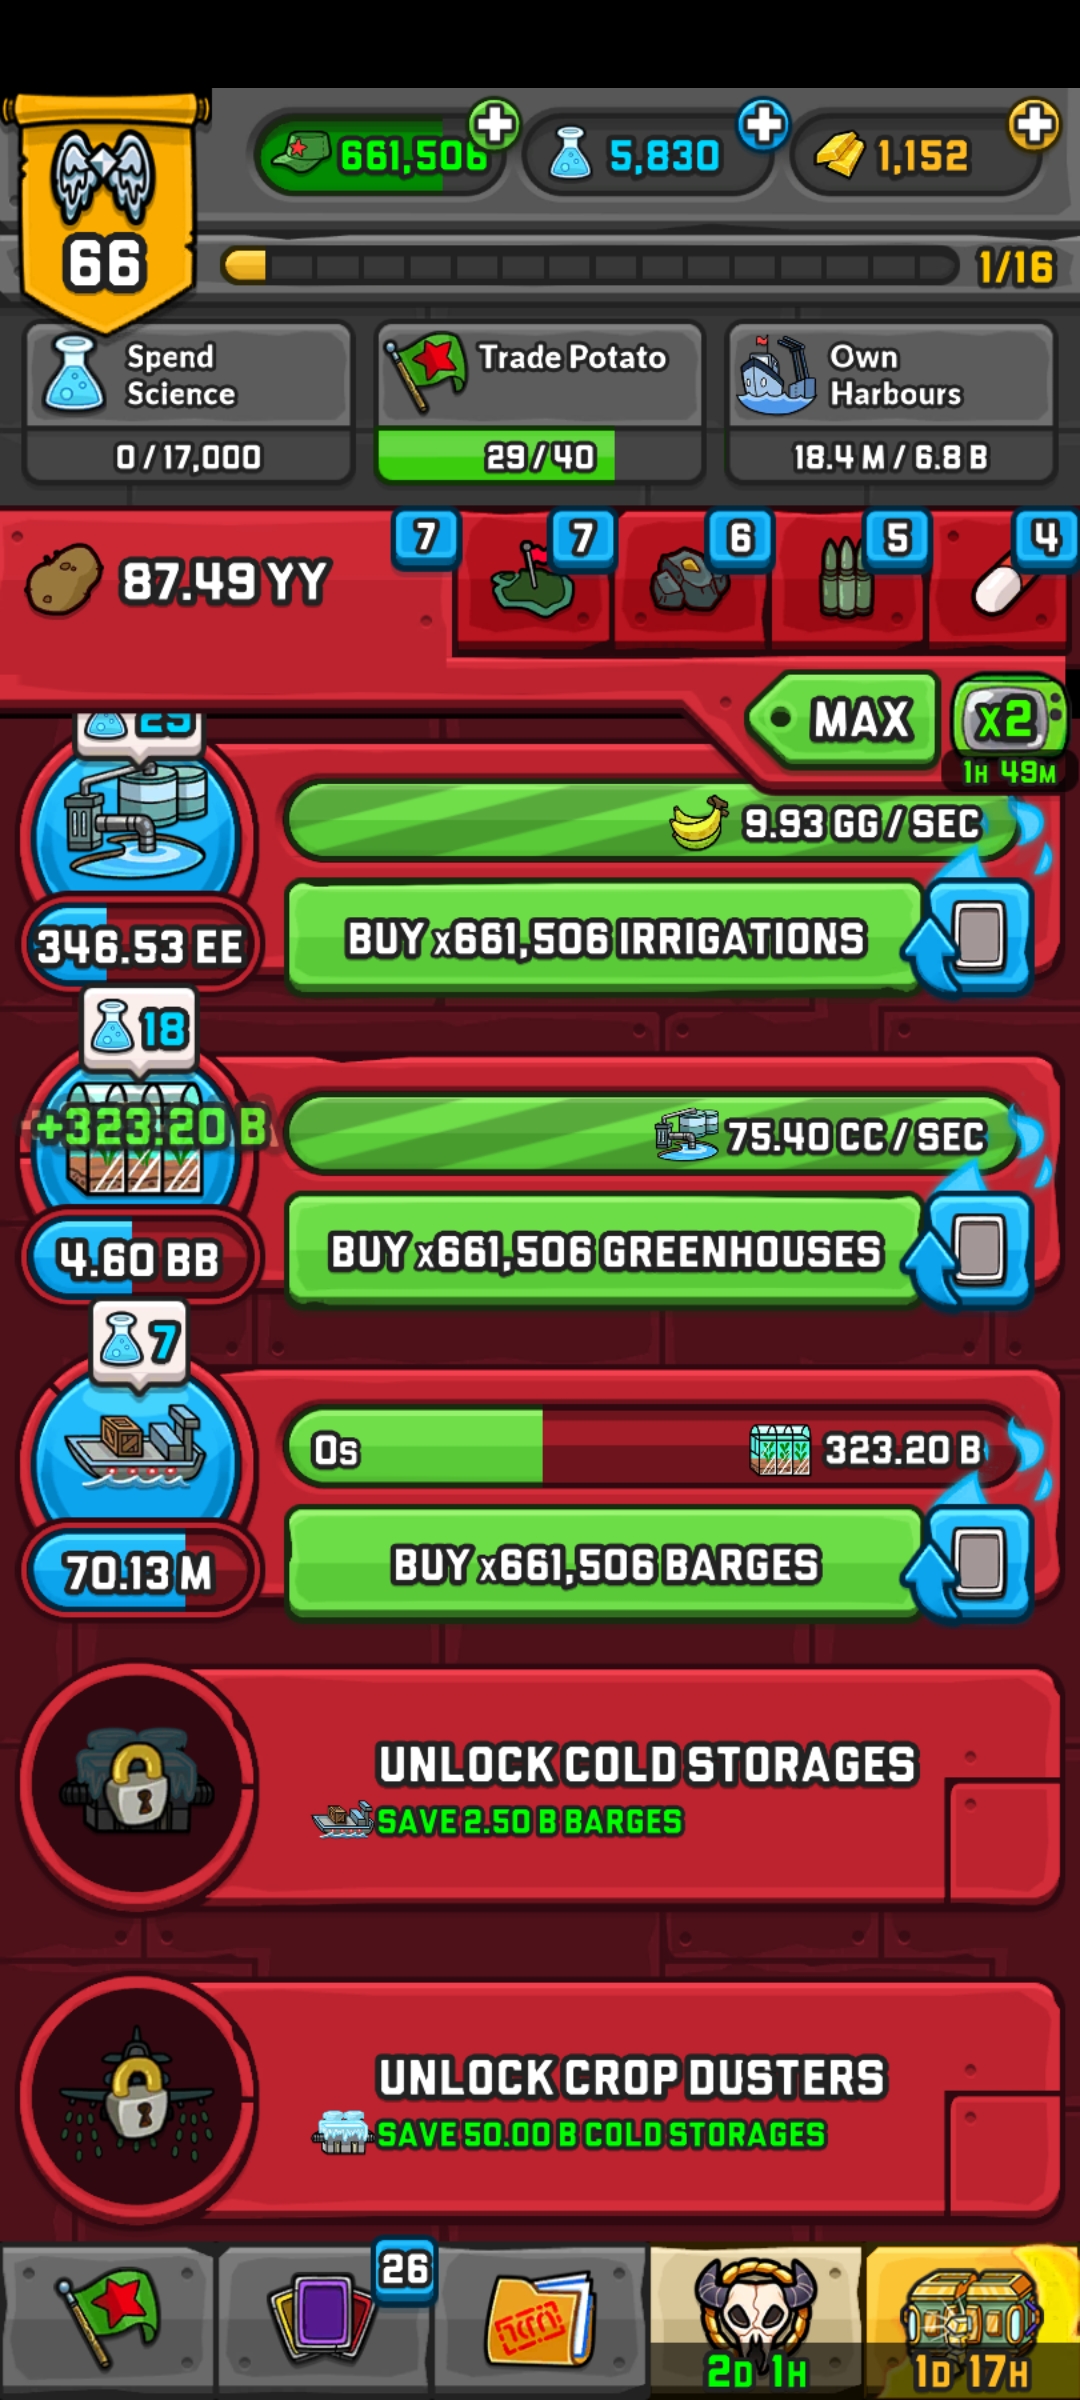 661,506
5,830
1,152
66
1/16
Spend
Science
0/17,000
Trade Potato
29/40
Own
Harbours
18.4 M / 6.8 B
87.49 YY
7
7
6
5
4
MAX
x2
1H 49M
9.93 GG / SEC
346.53 EE
BUY x661,506 IRRIGATIONS
18
+323.20 B
75.40 CC / SEC
4.60 BB
BUY x661,506 GREENHOUSES
7
0s
323.20 B
70.13 M
BUY x661,506 BARGES
UNLOCK COLD STORAGES
SAVE 2.50 B BARGES
UNLOCK CROP DUSTERS
SAVE 50.00 B COLD STORAGES
26
2D 1H
1D 17H